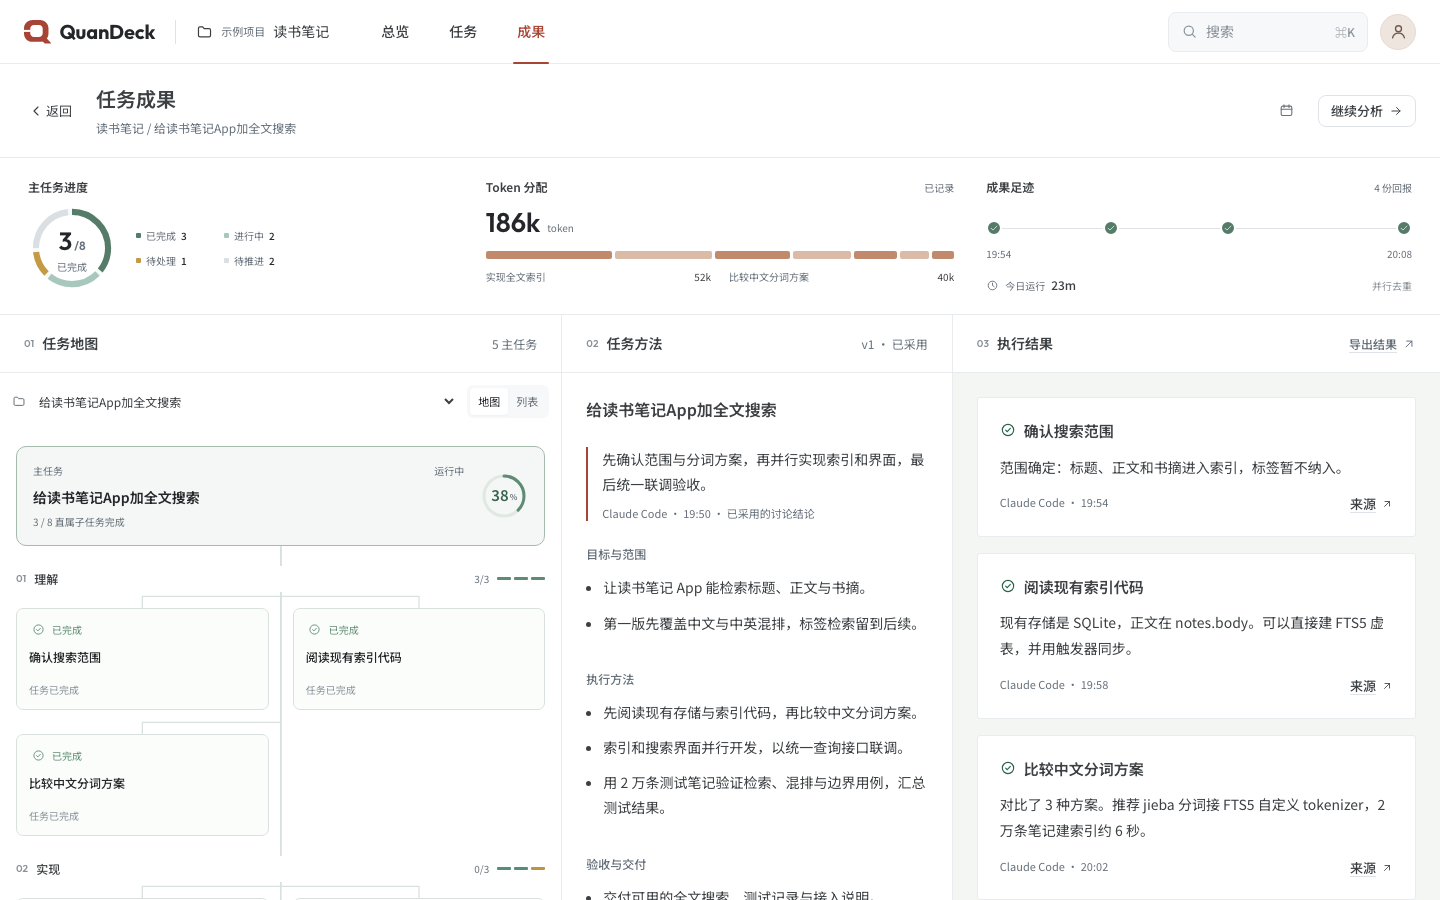 QuanDeck
示例项目 读书笔记
总览
任务
成果
搜索
⌘K
返回
任务成果
读书笔记 / 给读书笔记App加全文搜索
继续分析
主任务进度
3 /8
已完成
已完成 3
进行中 2
待处理 1
待推进 2
Token 分配
已记录
186k token
实现全文索引 52k
比较中文分词方案 40k
成果足迹
4 份回报
19:54
20:08
今日运行 23m
并行去重
01 任务地图
5 主任务
给读书笔记App加全文搜索
地图
列表
主任务
运行中
给读书笔记App加全文搜索
38%
3 / 8 直属子任务完成
01 理解
3/3
已完成
确认搜索范围
任务已完成
已完成
阅读现有索引代码
任务已完成
已完成
比较中文分词方案
任务已完成
02 实现
0/3
02 任务方法
v1 • 已采用
给读书笔记App加全文搜索
先确认范围与分词方案，再并行实现索引和界面，最
后统一联调验收。
Claude Code • 19:50 • 已采用的讨论结论
目标与范围
• 让读书笔记 App 能检索标题、正文与书摘。
• 第一版先覆盖中文与中英混排，标签检索留到后续。
执行方法
• 先阅读现有存储与索引代码，再比较中文分词方案。
• 索引和搜索界面并行开发，以统一查询接口联调。
• 用 2 万条测试笔记验证检索、混排与边界用例，汇总
测试结果。
验收与交付
• 交付可用的全文搜索、测试记录与接入说明。
03 执行结果
导出结果
确认搜索范围
范围确定：标题、正文和书摘进入索引，标签暂不纳入。
Claude Code • 19:54
来源
阅读现有索引代码
现有存储是 SQLite，正文在 notes.body。可以直接建 FTS5 虚
表，并用触发器同步。
Claude Code • 19:58
来源
比较中文分词方案
对比了 3 种方案。推荐 jieba 分词接 FTS5 自定义 tokenizer，2
万条笔记建索引约 6 秒。
Claude Code • 20:02
来源